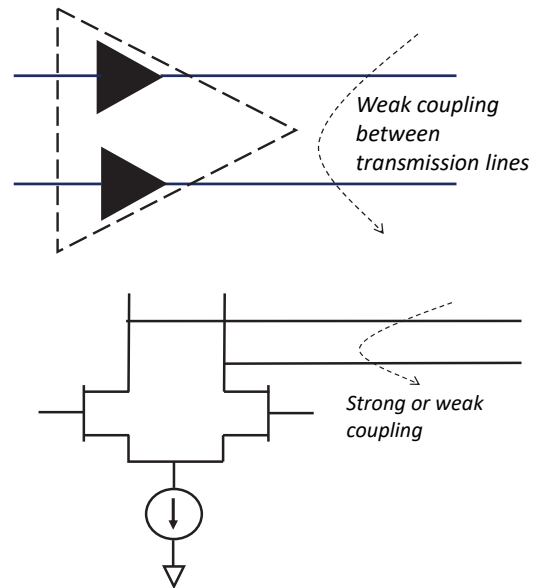 Weak coupling
between
transmission lines
Strong or weak
coupling